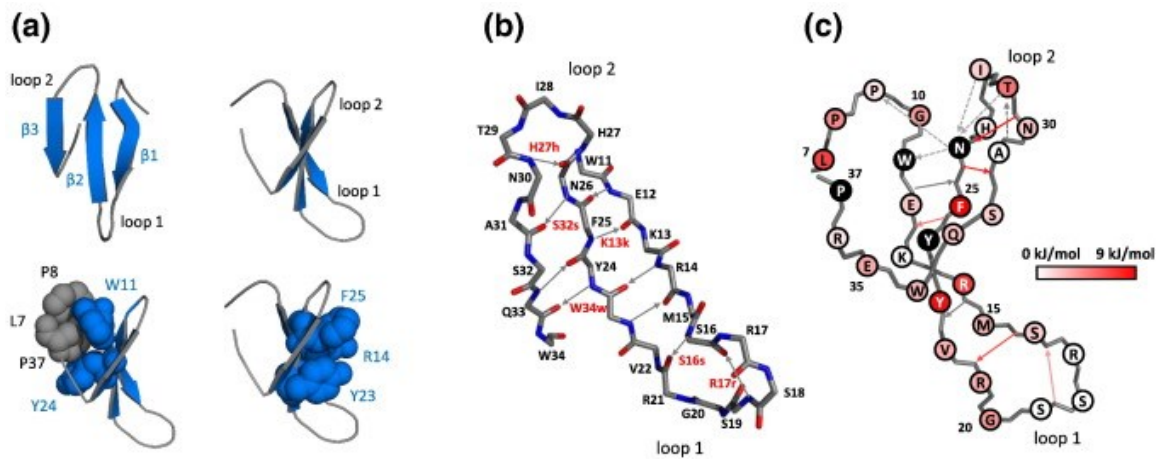 (a)
loop 2
β3
β2
β1
loop 1
loop 2
loop 1
P8
W11
L7
P37
Y24
F25
R14
Y23
(b)
loop 2
I28
T29
H27
H27h
W11
N30
N26
E12
A31
S32s
F25
K13k
K13
S32
Y24
R14
Q33
W34w
M15
W34
S16
R17
V22
S16s
R17r
R21
G20
S19
S18
loop 1
(c)
loop 2
I
T
P
10
G
H
N
30
P
N
A
7
L
W
37
P
25
E
F
S
R
Y
Q
K
E
35
W
R
Y
15
M
S
V
R
R
S
20
G
S
loop 1
0 kJ/mol 9 kJ/mol